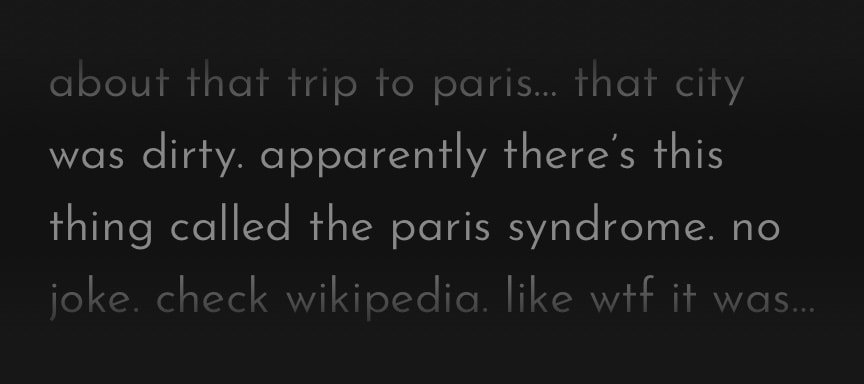 about that trip to paris... that city
was dirty. apparently there’s this
thing called the paris syndrome. no
joke. check wikipedia. like wtf it was...